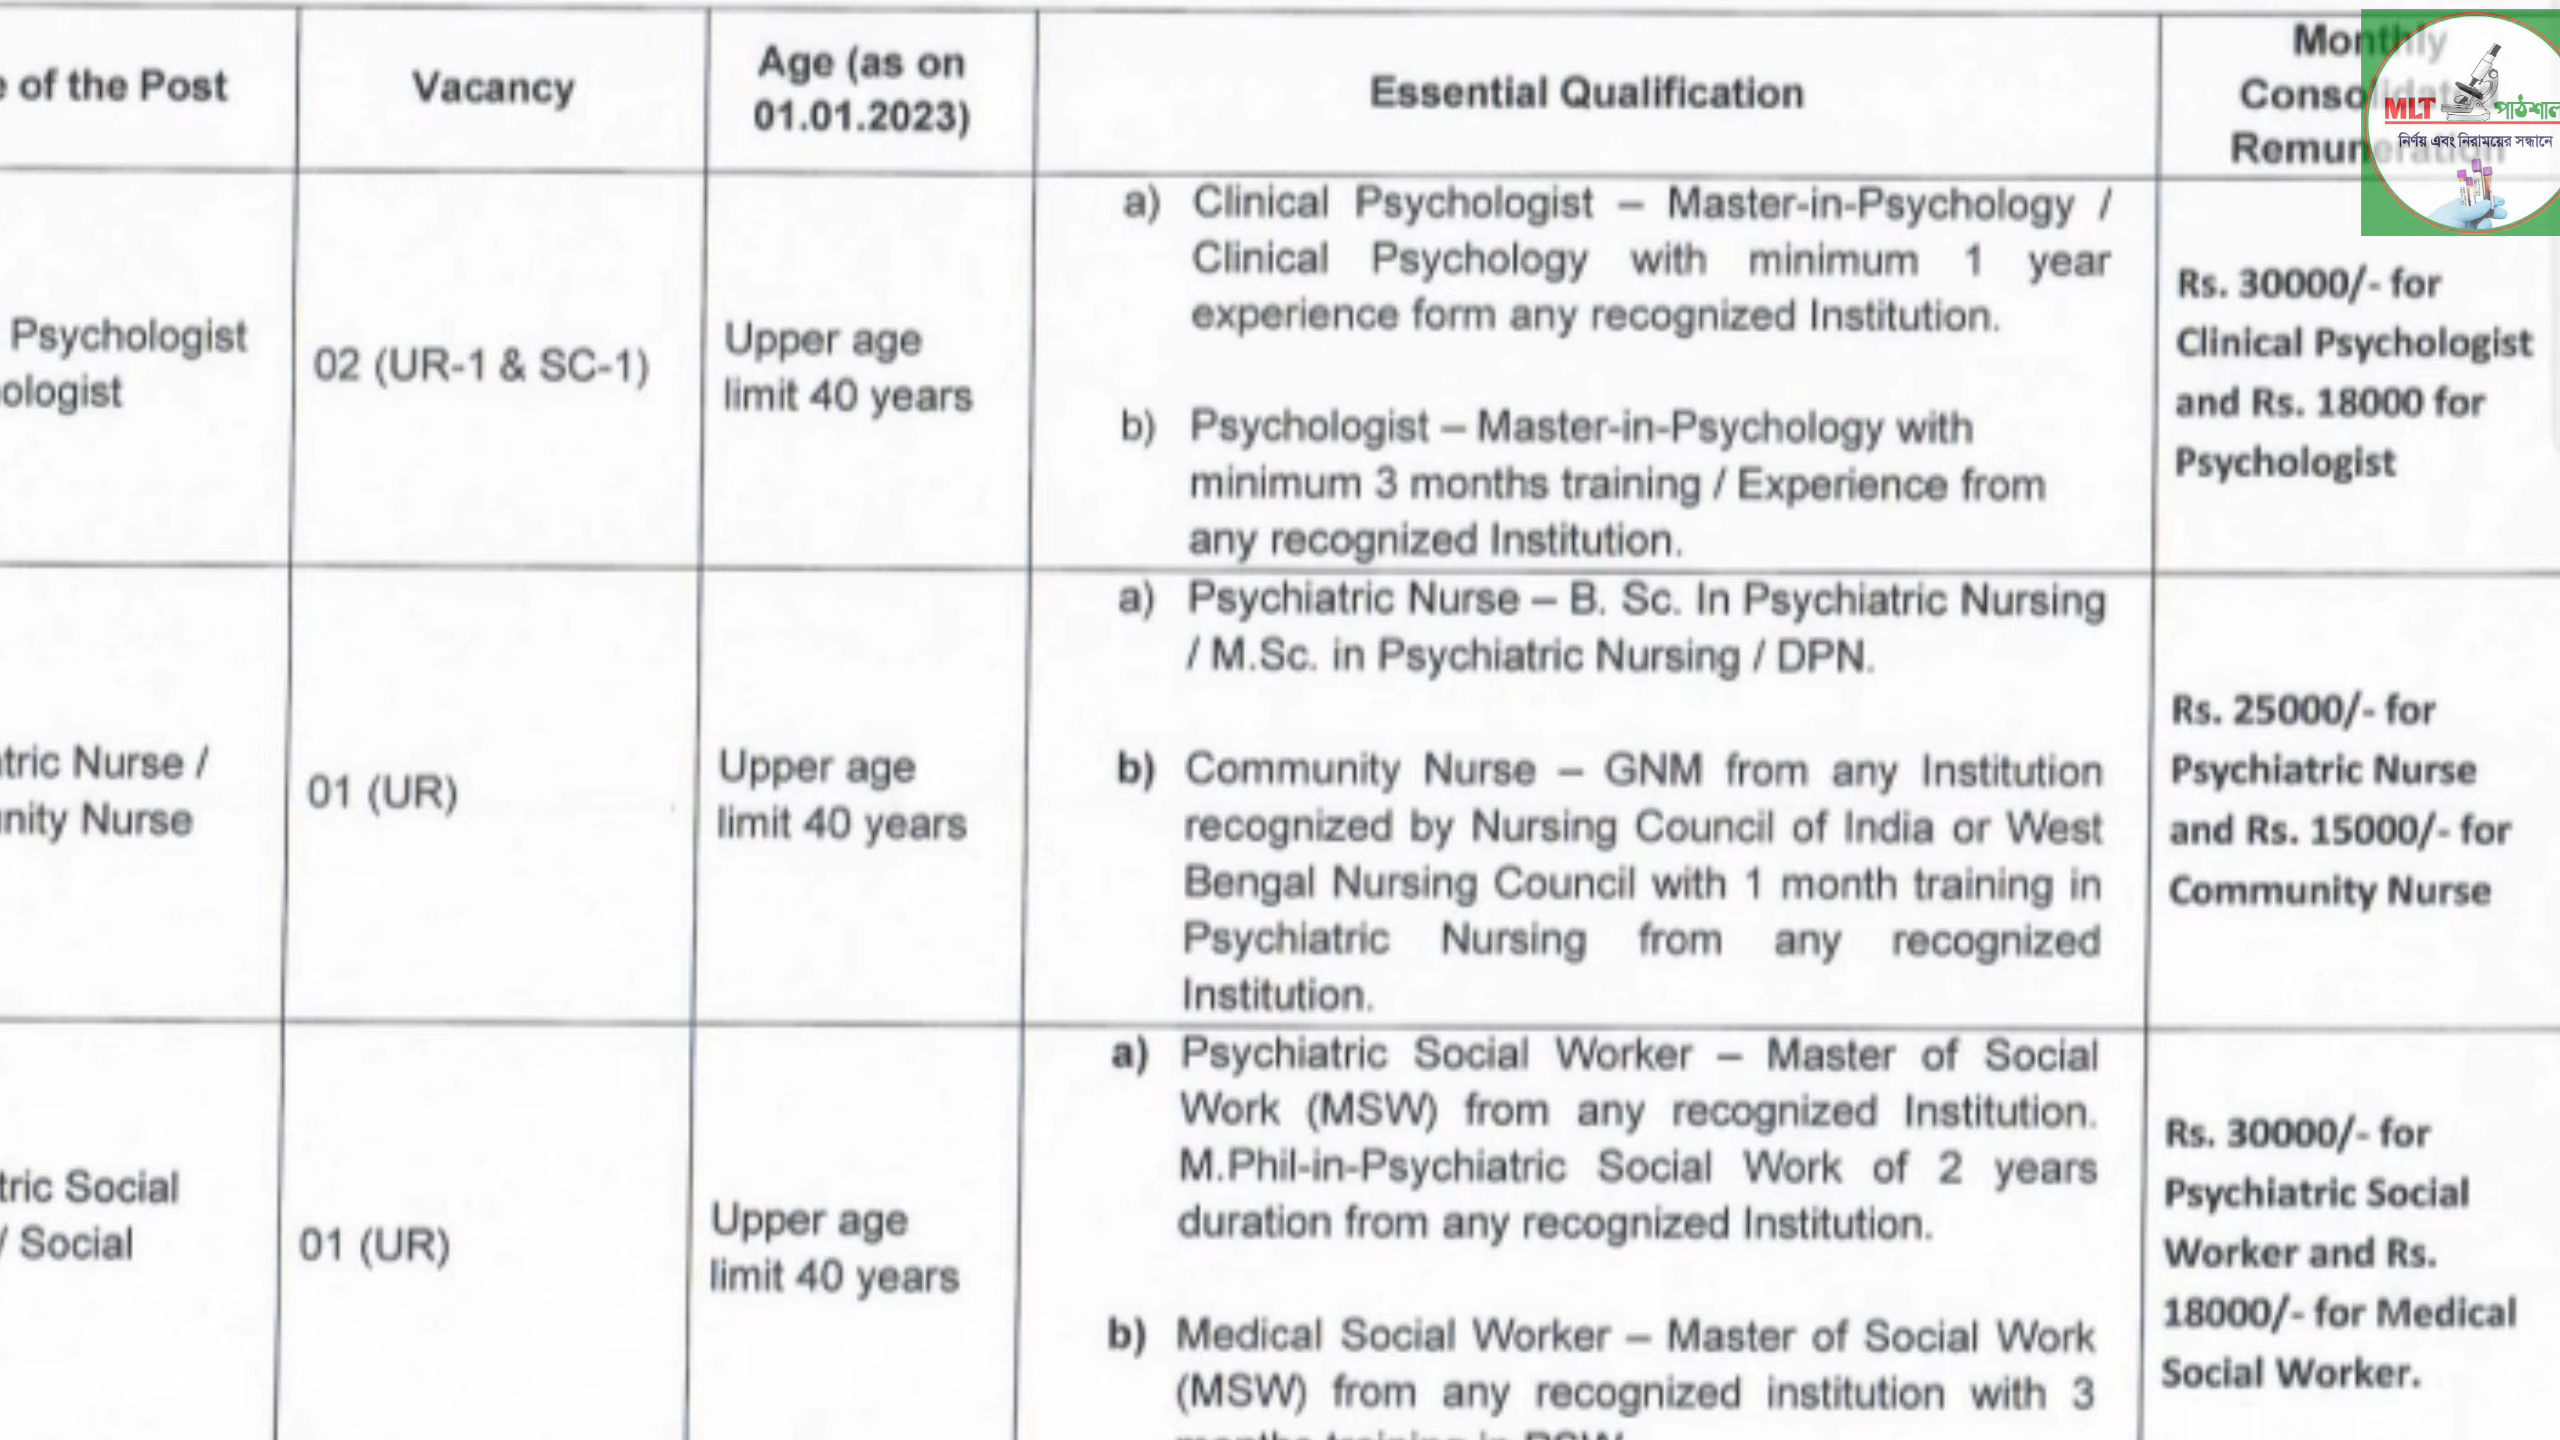 e of the Post
Vacancy
Age (as on
01.01.2023)
Essential Qualification
Monthly
Consolidated
Remuneration
MLT পাঠশাল
নির্ণয় এবং নিরাময়ের সন্ধানে
Psychologist
ologist
02 (UR-1 & SC-1)
Upper age
limit 40 years
a) Clinical Psychologist – Master-in-Psychology /
Clinical Psychology with minimum 1 year
experience form any recognized Institution.
b) Psychologist – Master-in-Psychology with
minimum 3 months training / Experience from
any recognized Institution.
Rs. 30000/- for
Clinical Psychologist
and Rs. 18000 for
Psychologist
tric Nurse /
nity Nurse
01 (UR)
Upper age
limit 40 years
a) Psychiatric Nurse – B. Sc. In Psychiatric Nursing
/ M.Sc. in Psychiatric Nursing / DPN.
b) Community Nurse – GNM from any Institution
recognized by Nursing Council of India or West
Bengal Nursing Council with 1 month training in
Psychiatric Nursing from any recognized
Institution.
Rs. 25000/- for
Psychiatric Nurse
and Rs. 15000/- for
Community Nurse
tric Social
/ Social
01 (UR)
Upper age
limit 40 years
a) Psychiatric Social Worker – Master of Social
Work (MSW) from any recognized Institution.
M.Phil-in-Psychiatric Social Work of 2 years
duration from any recognized Institution.
b) Medical Social Worker – Master of Social Work
(MSW) from any recognized institution with 3
months training in PSW
Rs. 30000/- for
Psychiatric Social
Worker and Rs.
18000/- for Medical
Social Worker.